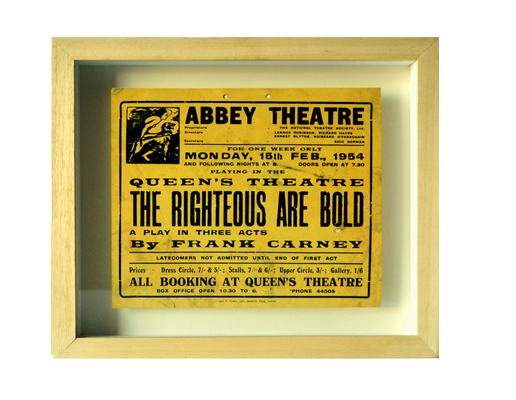 ABBEY THEATRE
Proprietors - THE NATIONAL THEATRE SOCIETY, Ltd.
Directors - LENNOX ROBINSON, RICHARD HAYES
ERNEST BLYTHE, ROIBEARD O'FARACHAIN
Secretary - ERIC GORMAN
FOR ONE WEEK ONLY
MONDAY, 15th FEB., 1954
AND FOLLOWING NIGHTS AT 8. DOORS OPEN AT 7.30
PLAYING IN THE
QUEEN'S THEATRE
THE RIGHTEOUS ARE BOLD
A PLAY IN THREE ACTS
By FRANK CARNEY
LATECOMERS NOT ADMITTED UNTIL END OF FIRST ACT
Prices - Dress Circle, 7/- & 5/-; Stalls, 7/- & 6/-; Upper Circle, 3/-; Gallery, 1/6
ALL BOOKING AT QUEEN'S THEATRE
BOX OFFICE OPEN 10.30 TO 6. 'PHONE 44505